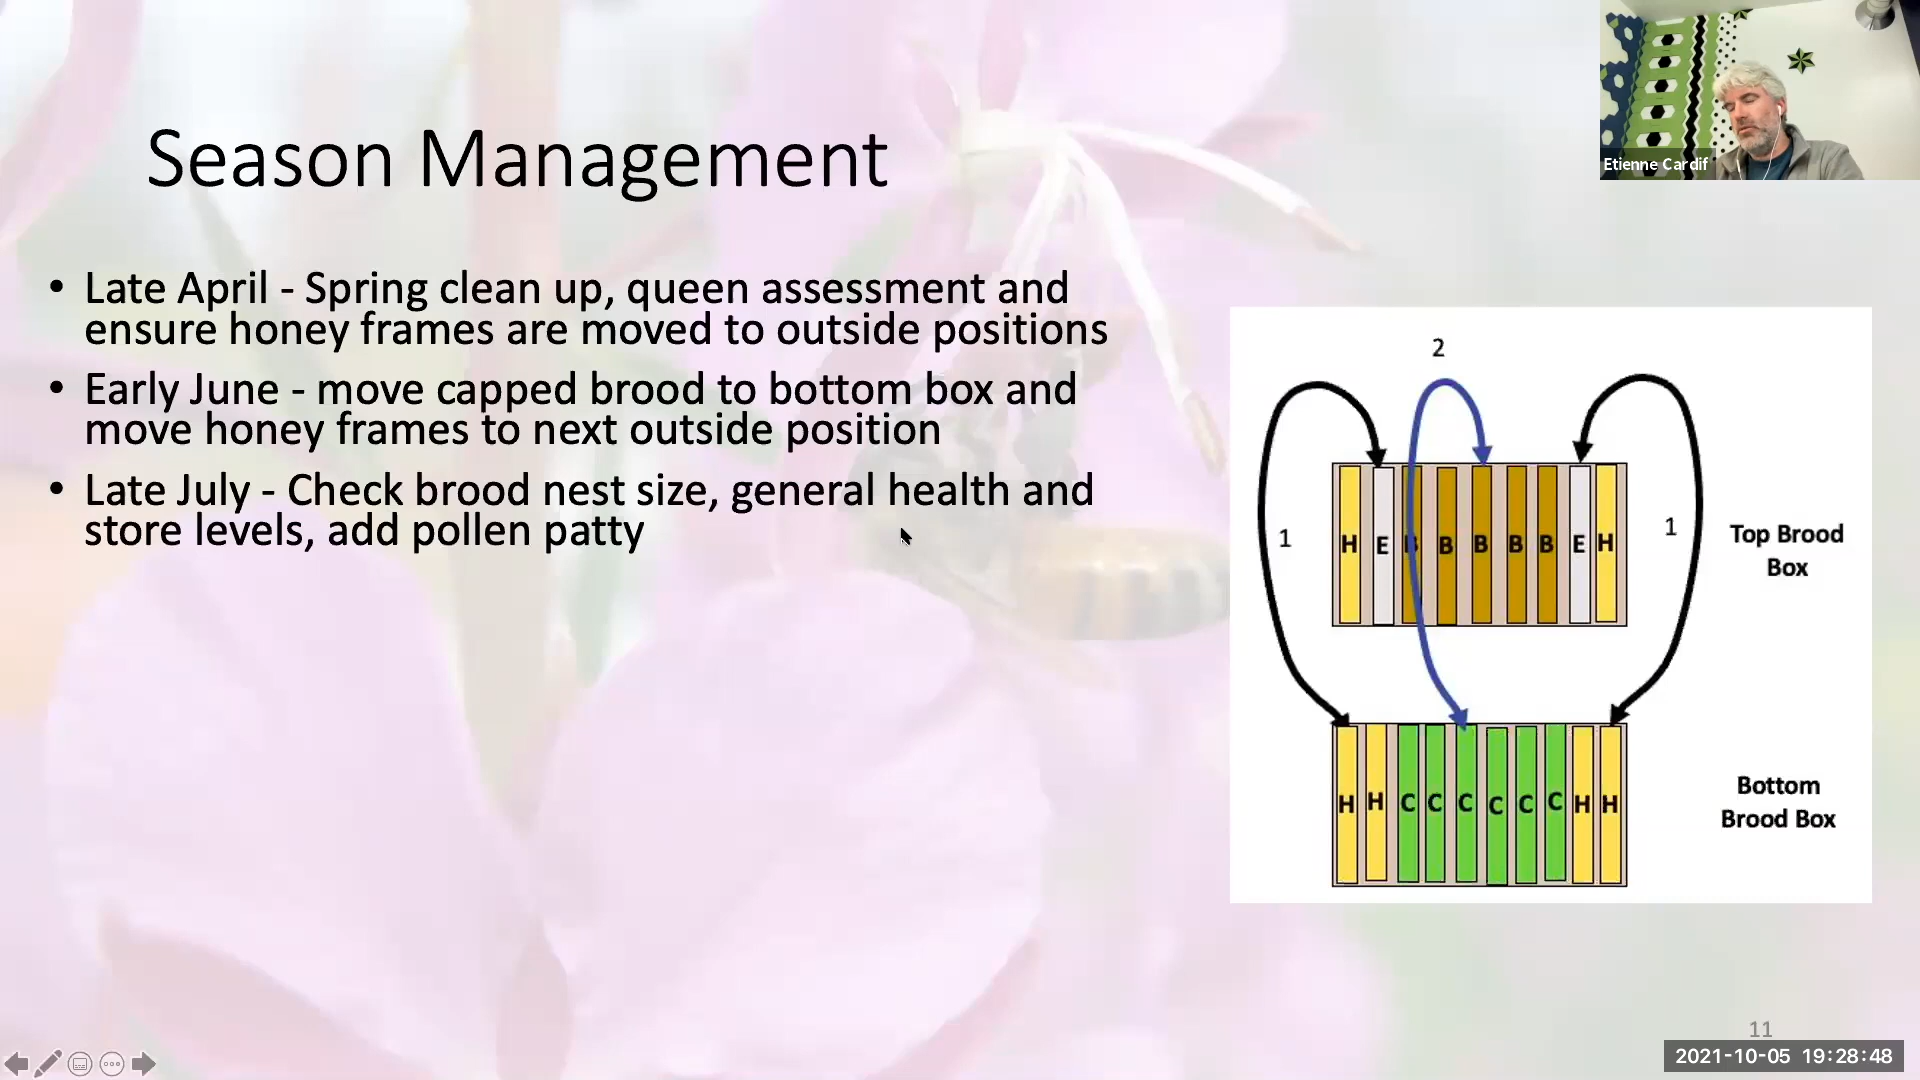 Etienne Cardif
Season Management
• Late April - Spring clean up, queen assessment and
ensure honey frames are moved to outside positions
• Early June - move capped brood to bottom box and
move honey frames to next outside position
• Late July - Check brood nest size, general health and
store levels, add pollen patty
2
1
1
H E B B B B B E H
Top Brood
Box
H H C C C C C C H H
Bottom
Brood Box
11
2021-10-05 19:28:48